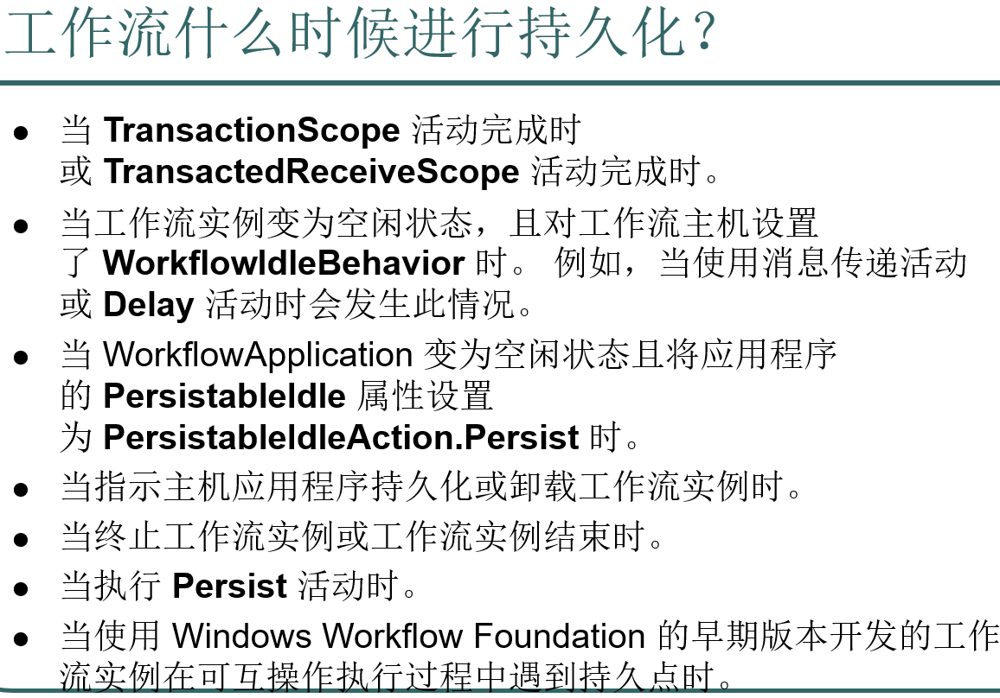 工作流什么时候进行持久化？
● 当 TransactionScope 活动完成时
或 TransactedReceiveScope 活动完成时。
● 当工作流实例变为空闲状态，且对工作流主机设置
了 WorkflowIdleBehavior 时。 例如，当使用消息传递活动
或 Delay 活动时会发生此情况。
● 当 WorkflowApplication 变为空闲状态且将应用程序
的 PersistableIdle 属性设置
为 PersistableIdleAction.Persist 时。
● 当指示主机应用程序持久化或卸载工作流实例时。
● 当终止工作流实例或工作流实例结束时。
● 当执行 Persist 活动时。
● 当使用 Windows Workflow Foundation 的早期版本开发的工作
流实例在可互操作执行过程中遇到持久点时。